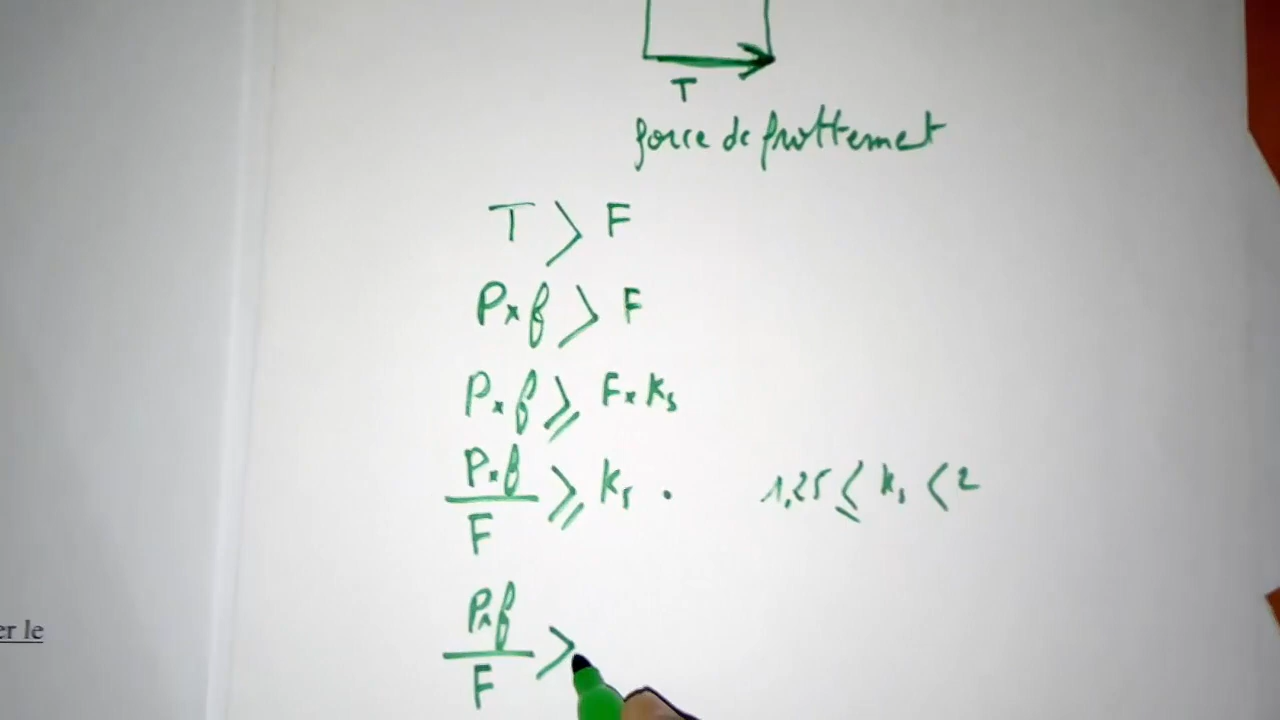 T
force de frottement
T > F
P x f > F
P x f ⩾ F x Ks
P x f / F ⩾ Ks . 1,25 ⩽ Ks < 2
P x f / F >
er le